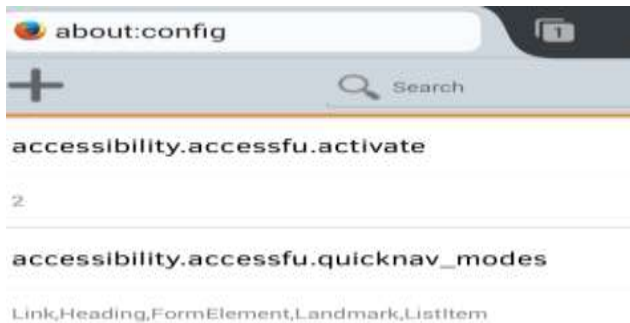 about:config
1
Search
accessibility.accessfu.activate
2
accessibility.accessfu.quicknav_modes
Link,Heading,FormElement,Landmark,ListItem